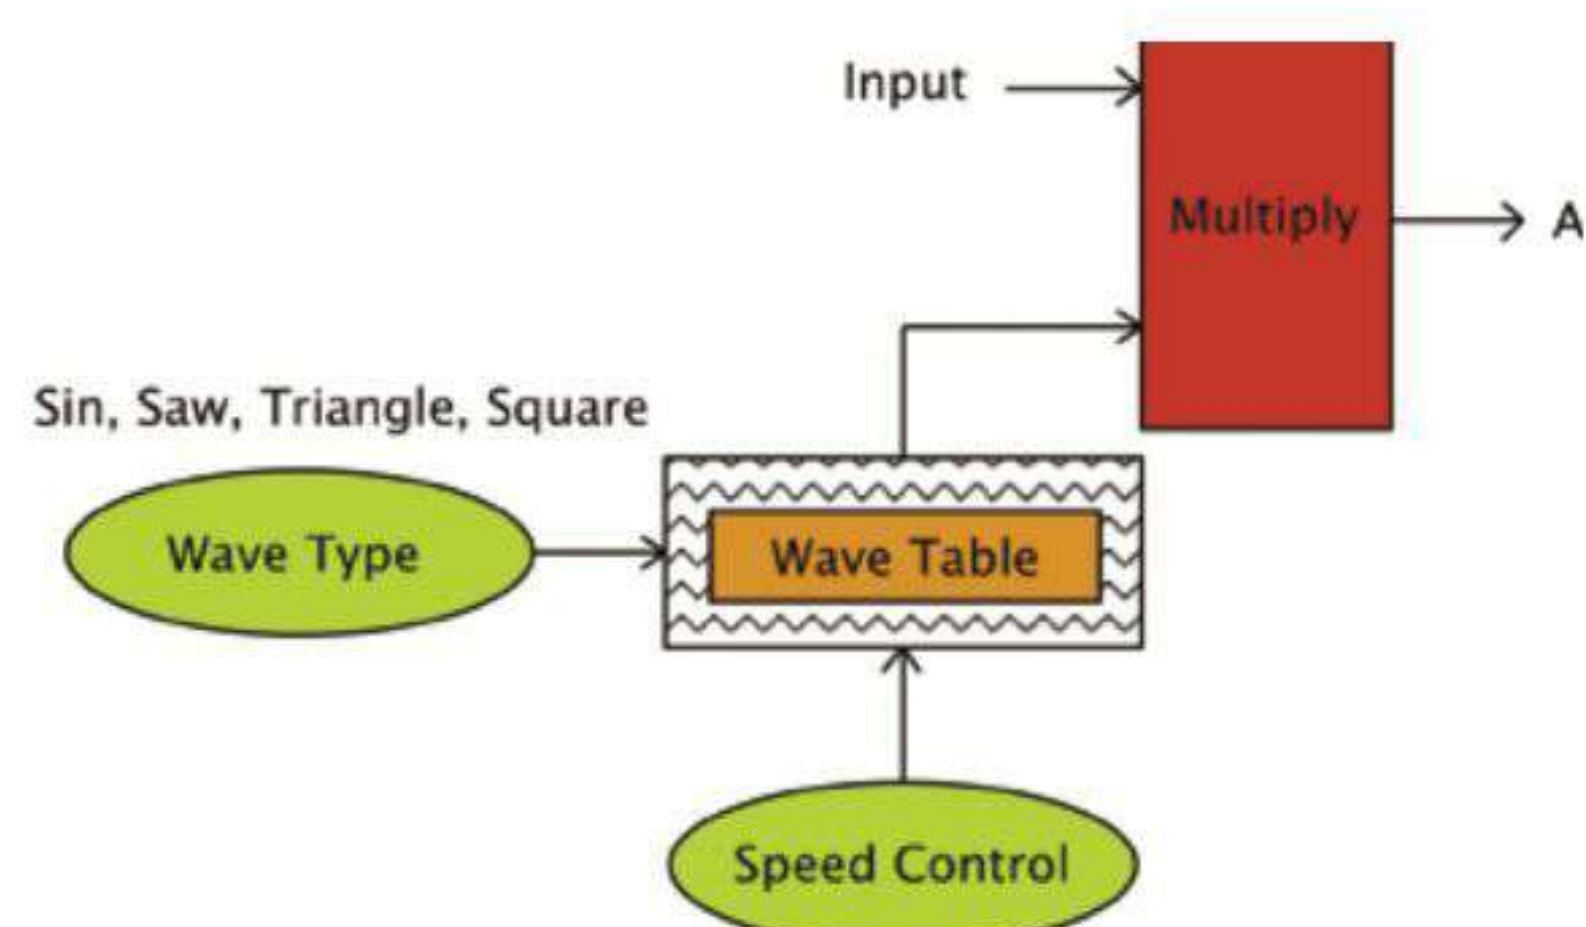 Input
Multiply
A
Sin, Saw, Triangle, Square
Wave Type
Wave Table
Speed Control